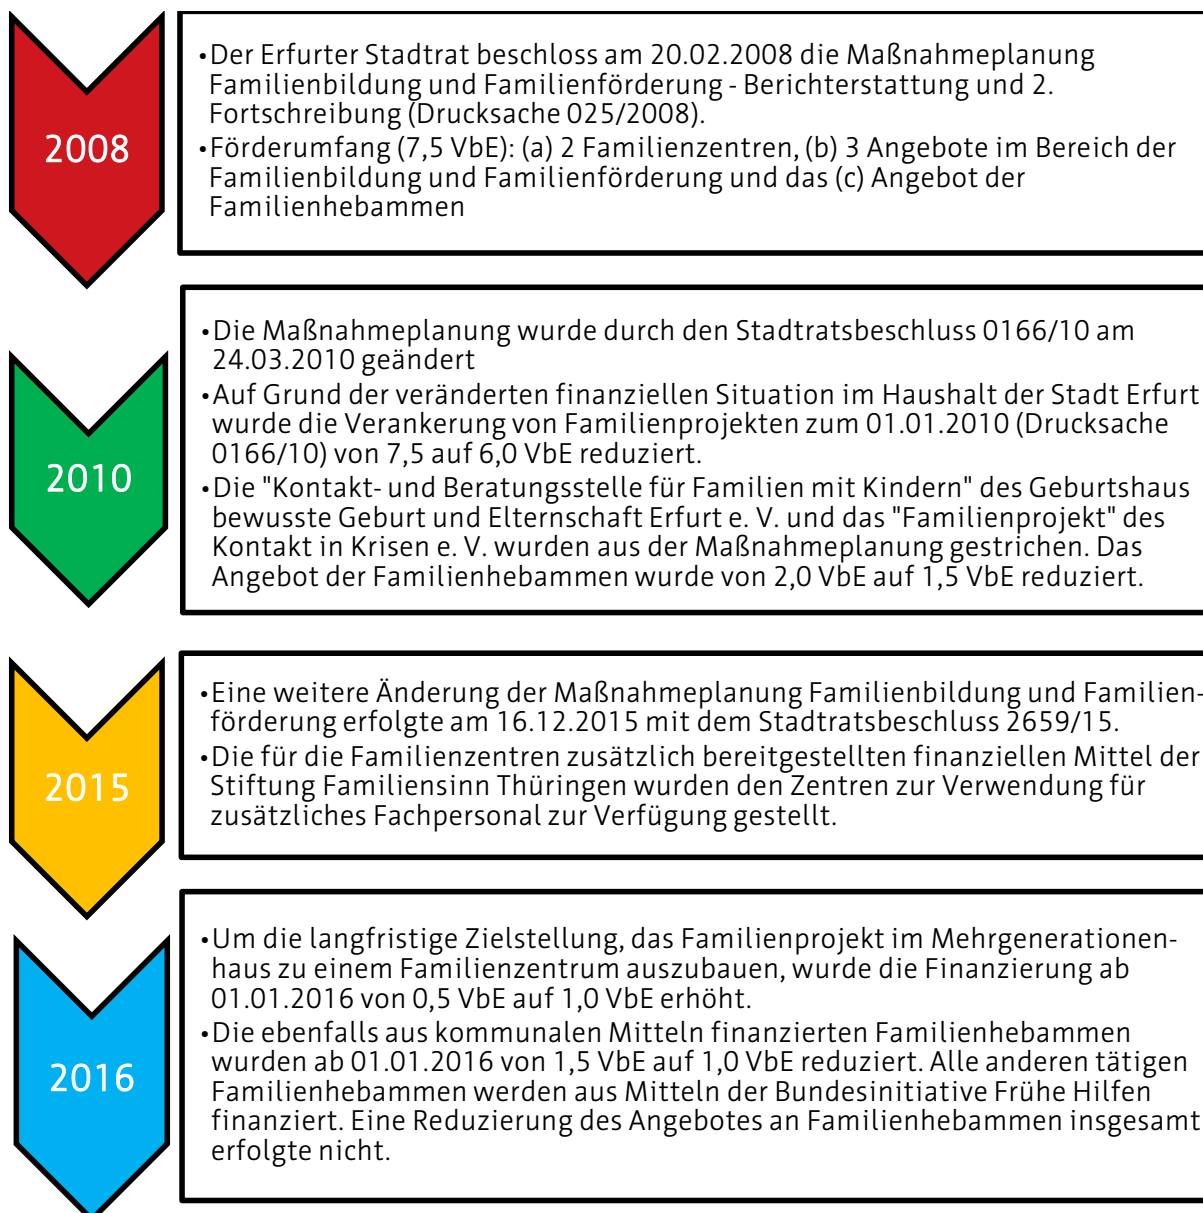 2008
•Der Erfurter Stadtrat beschloss am 20.02.2008 die Maßnahmeplanung
Familienbildung und Familienförderung - Berichterstattung und 2.
Fortschreibung (Drucksache 025/2008).
•Förderumfang (7,5 VbE): (a) 2 Familienzentren, (b) 3 Angebote im Bereich der
Familienbildung und Familienförderung und das (c) Angebot der
Familienhebammen
2010
•Die Maßnahmeplanung wurde durch den Stadtratsbeschluss 0166/10 am
24.03.2010 geändert
•Auf Grund der veränderten finanziellen Situation im Haushalt der Stadt Erfurt
wurde die Verankerung von Familienprojekten zum 01.01.2010 (Drucksache
0166/10) von 7,5 auf 6,0 VbE reduziert.
•Die "Kontakt- und Beratungsstelle für Familien mit Kindern" des Geburtshaus
bewusste Geburt und Elternschaft Erfurt e. V. und das "Familienprojekt" des
Kontakt in Krisen e. V. wurden aus der Maßnahmeplanung gestrichen. Das
Angebot der Familienhebammen wurde von 2,0 VbE auf 1,5 VbE reduziert.
2015
•Eine weitere Änderung der Maßnahmeplanung Familienbildung und Familien-
förderung erfolgte am 16.12.2015 mit dem Stadtratsbeschluss 2659/15.
•Die für die Familienzentren zusätzlich bereitgestellten finanziellen Mittel der
Stiftung Familiensinn Thüringen wurden den Zentren zur Verwendung für
zusätzliches Fachpersonal zur Verfügung gestellt.
2016
•Um die langfristige Zielstellung, das Familienprojekt im Mehrgenerationen-
haus zu einem Familienzentrum auszubauen, wurde die Finanzierung ab
01.01.2016 von 0,5 VbE auf 1,0 VbE erhöht.
•Die ebenfalls aus kommunalen Mitteln finanzierten Familienhebammen
wurden ab 01.01.2016 von 1,5 VbE auf 1,0 VbE reduziert. Alle anderen tätigen
Familienhebammen werden aus Mitteln der Bundesinitiative Frühe Hilfen
finanziert. Eine Reduzierung des Angebotes an Familienhebammen insgesamt
erfolgte nicht.